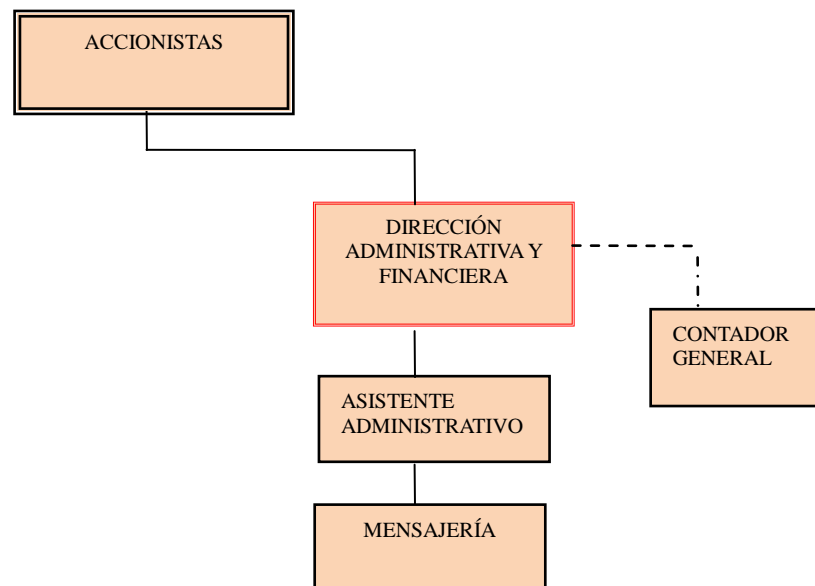 ACCIONISTAS
DIRECCIÓN
ADMINISTRATIVA Y
FINANCIERA
CONTADOR
GENERAL
ASISTENTE
ADMINISTRATIVO
MENSAJERÍA